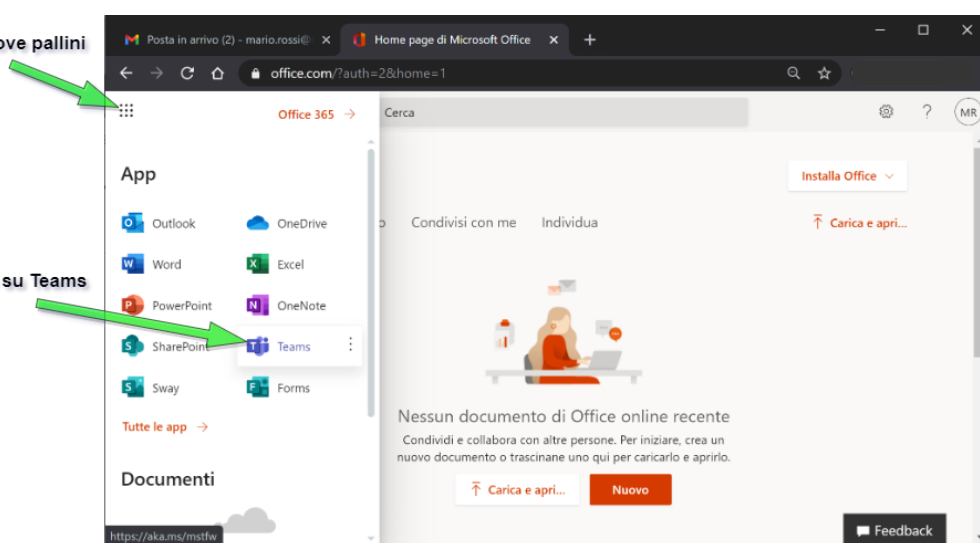 ove pallini
Posta in arrivo (2) - mario.rossi@
Home page di Microsoft Office
office.com/?auth=2&home=1
Office 365 →
Cerca
MR
App
Installa Office
Outlook
OneDrive
o
Condivisi con me
Individua
Carica e apri...
Word
Excel
su Teams
PowerPoint
OneNote
SharePoint
Teams
Sway
Forms
Tutte le app →
Nessun documento di Office online recente
Condividi e collabora con altre persone. Per iniziare, crea un
nuovo documento o trascinane uno qui per caricarlo e aprirlo.
Documenti
Carica e apri...
Nuovo
https://aka.ms/mstfw
Feedback